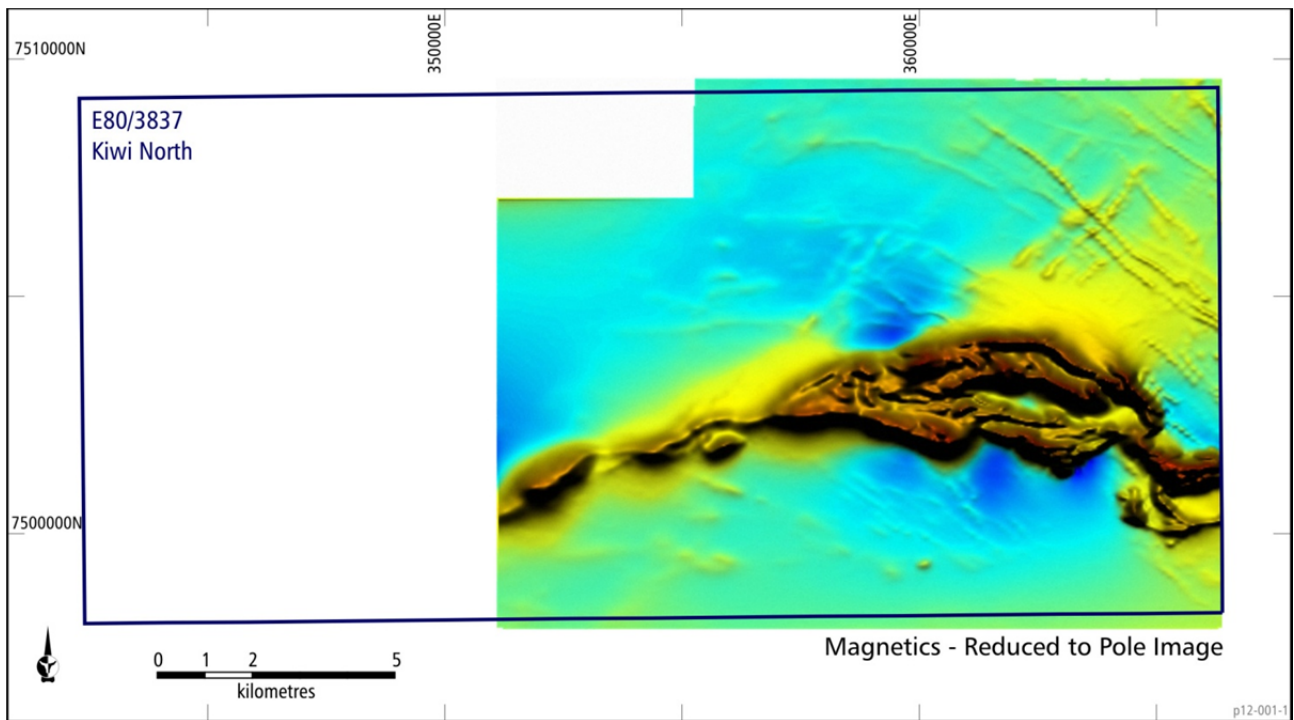 7510000N
350000E
360000E
E80/3837
Kiwi North
7500000N
Magnetics - Reduced to Pole Image
0 1 2 5
kilometres
p12-001-1